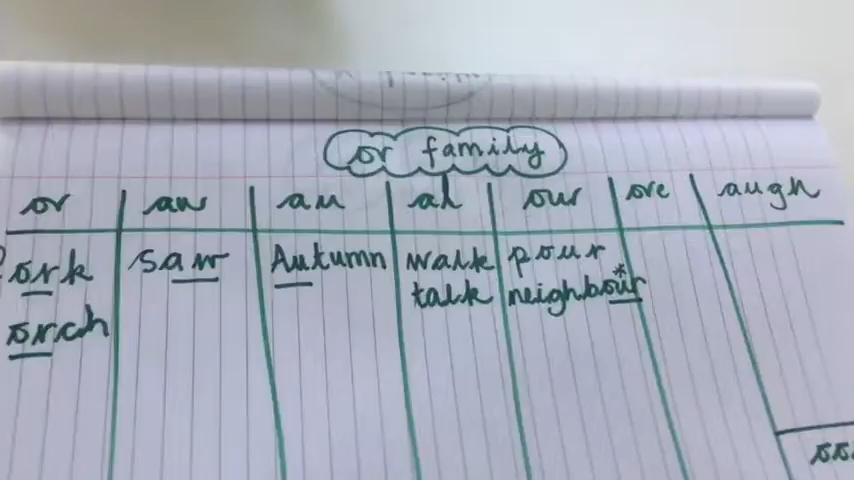 or family
or aw au al our ore augh
ork saw Autumn walk pour
orch talk neighbour*